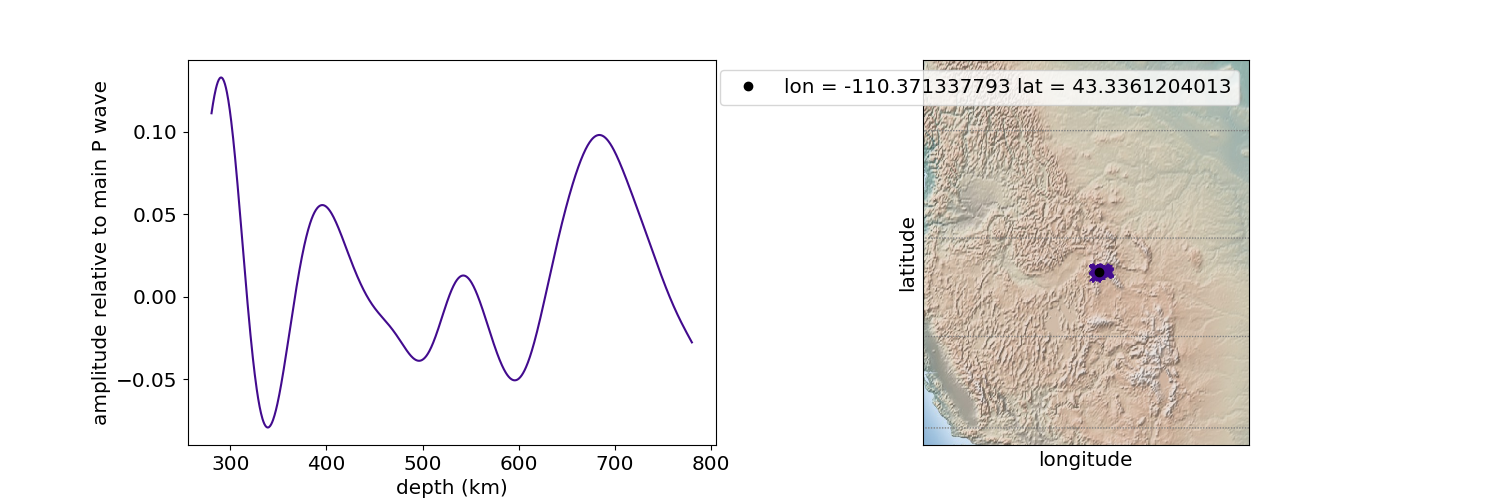 amplitude relative to main P wave
0.10
0.05
0.00
−0.05
300 400 500 600 700 800
depth (km)
lon = -110.371337793 lat = 43.3361204013
latitude
longitude